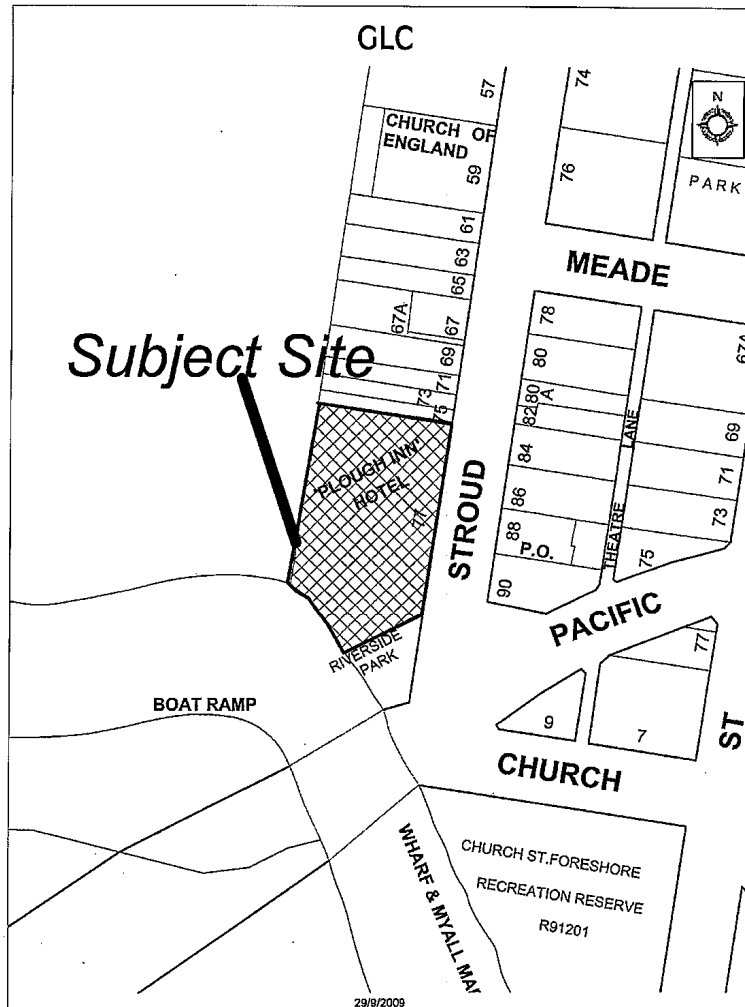 GLC
57
74
N
CHURCH OF
ENGLAND
59
76
PARK
61
63
65
MEADE
67A
67
78
Subject Site
69
80
71
80
A
73
82
75
69
84
LANE
'PLOUGH INN'
HOTEL
77
STROUD
71
86
73
88
P.O.
THEATRE
75
90
PACIFIC
RIVERSIDE
PARK
77
BOAT RAMP
9
7
ST
CHURCH
WHARF & MYALL
CHURCH ST.FORESHORE
RECREATION RESERVE
R91201
29/9/2009